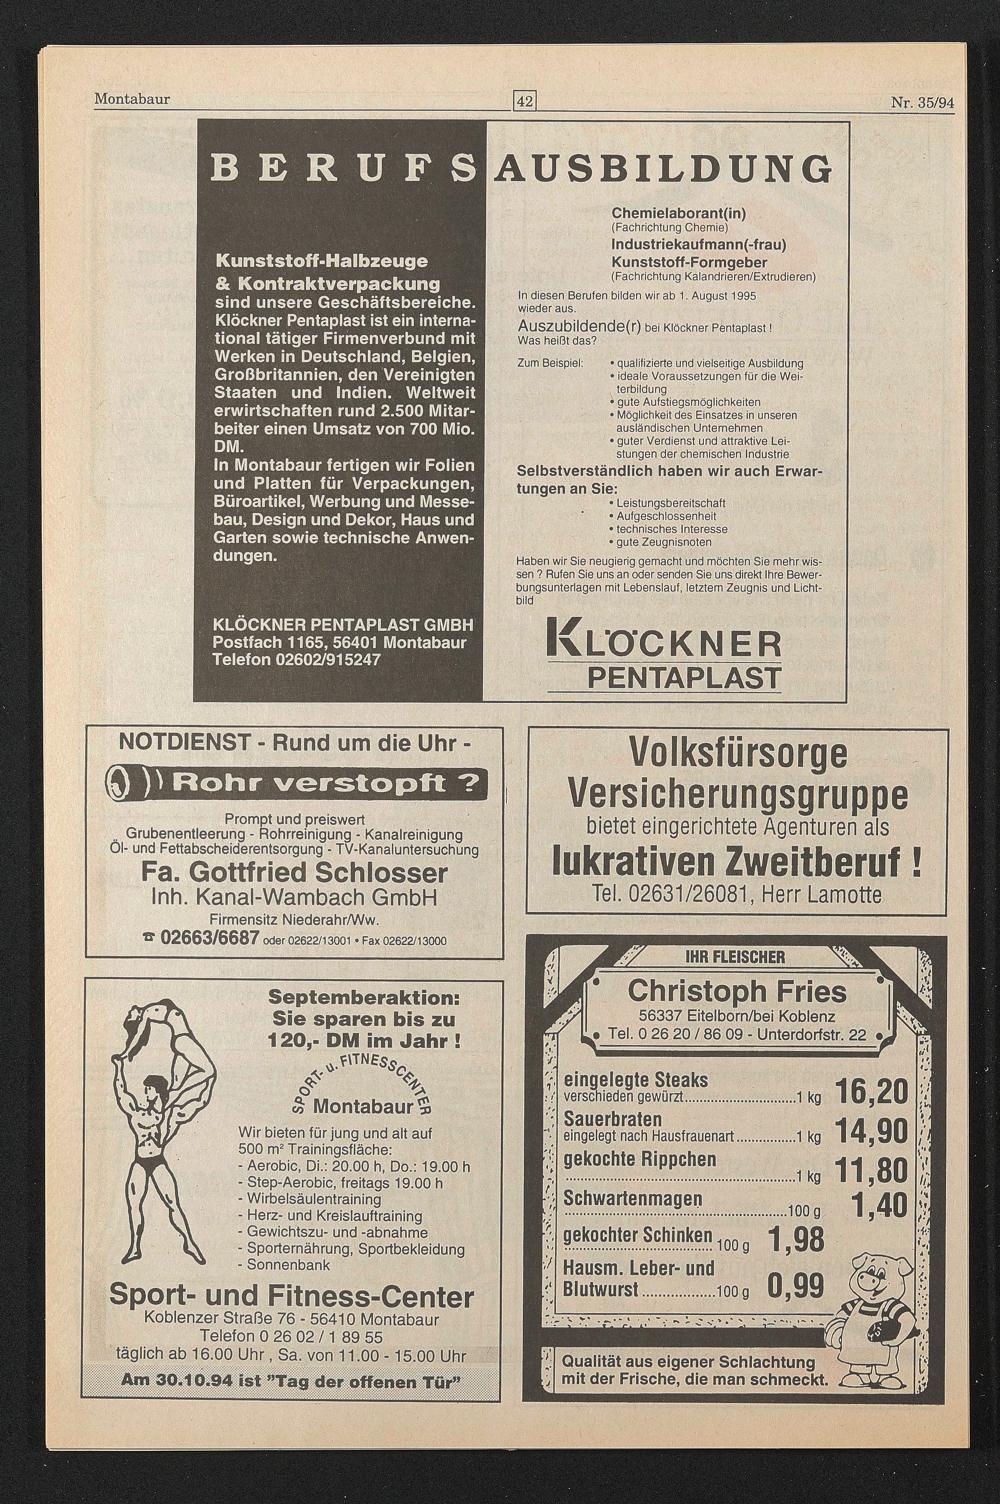 Montabaur
42
Nr. 35/94
BERUFSAUSBILDUNG
Kunststoff-Halbzeuge
& Kontraktverpackung
sind unsere Geschäftsbereiche.
Klöckner Pentaplast ist ein interna-
tional tätiger Firmenverbund mit
Werken in Deutschland, Belgien,
Großbritannien, den Vereinigten
Staaten und Indien. Weltweit
erwirtschaften rund 2.500 Mitar-
beiter einen Umsatz von 700 Mio.
DM.
In Montabaur fertigen wir Folien
und Platten für Verpackungen,
Büroartikel, Werbung und Messe-
bau, Design und Dekor, Haus und
Garten sowie technische Anwen-
dungen.
KLÖCKNER PENTAPLAST GMBH
Postfach 1165, 56401 Montabaur
Telefon 02602/915247
Chemielaborant(in)
(Fachrichtung Chemie)
Industriekaufmann(-frau)
Kunststoff-Formgeber
(Fachrichtung Kalandrieren/Extrudieren)
In diesen Berufen bilden wir ab 1. August 1995
wieder aus.
Auszubildende(r) bei Klöckner Pentaplast !
Was heißt das?
Zum Beispiel: • qualifizierte und vielseitige Ausbildung
• ideale Voraussetzungen für die Wei-
terbildung
• gute Aufstiegsmöglichkeiten
• Möglichkeit des Einsatzes in unseren
ausländischen Unternehmen
• guter Verdienst und attraktive Lei-
stungen der chemischen Industrie
Selbstverständlich haben wir auch Erwar-
tungen an Sie:
• Leistungsbereitschaft
• Aufgeschlossenheit
• technisches Interesse
• gute Zeugnisnoten
Haben wir Sie neugierig gemacht und möchten Sie mehr wis-
sen ? Rufen Sie uns an oder senden Sie uns direkt Ihre Bewer-
bungsunterlagen mit Lebenslauf, letztem Zeugnis und Licht-
bild
KLÖCKNER
PENTAPLAST
NOTDIENST - Rund um die Uhr -
Rohr verstopft ?
Prompt und preiswert
Grubenentleerung - Rohrreinigung - Kanalreinigung
Öl- und Fettabscheiderentsorgung - TV-Kanaluntersuchung
Fa. Gottfried Schlosser
Inh. Kanal-Wambach GmbH
Firmensitz Niederahr/Ww.
☎ 02663/6687 oder 02622/13001 • Fax 02622/13000
Volksfürsorge
Versicherungsgruppe
bietet eingerichtete Agenturen als
lukrativen Zweitberuf !
Tel. 02631/26081, Herr Lamotte
Septemberaktion:
Sie sparen bis zu
120,- DM im Jahr !
SPORT- u. FITNESSCENTER
Montabaur
Wir bieten für jung und alt auf
500 m² Trainingsfläche:
- Aerobic, Di.: 20.00 h, Do.: 19.00 h
- Step-Aerobic, freitags 19.00 h
- Wirbelsäulentraining
- Herz- und Kreislauftraining
- Gewichtszu- und -abnahme
- Sporternährung, Sportbekleidung
- Sonnenbank
Sport- und Fitness-Center
Koblenzer Straße 76 - 56410 Montabaur
Telefon 0 26 02 / 1 89 55
täglich ab 16.00 Uhr , Sa. von 11.00 - 15.00 Uhr
Am 30.10.94 ist "Tag der offenen Tür"
IHR FLEISCHER
Christoph Fries
56337 Eitelborn/bei Koblenz
Tel. 0 26 20 / 86 09 - Unterdorfstr. 22
eingelegte Steaks
verschieden gewürzt 1 kg 16,20
Sauerbraten
eingelegt nach Hausfrauenart 1 kg 14,90
gekochte Rippchen
1 kg 11,80
Schwartenmagen
100 g 1,40
gekochter Schinken 100 g 1,98
Hausm. Leber- und
Blutwurst 100 g 0,99
Qualität aus eigener Schlachtung
mit der Frische, die man schmeckt.